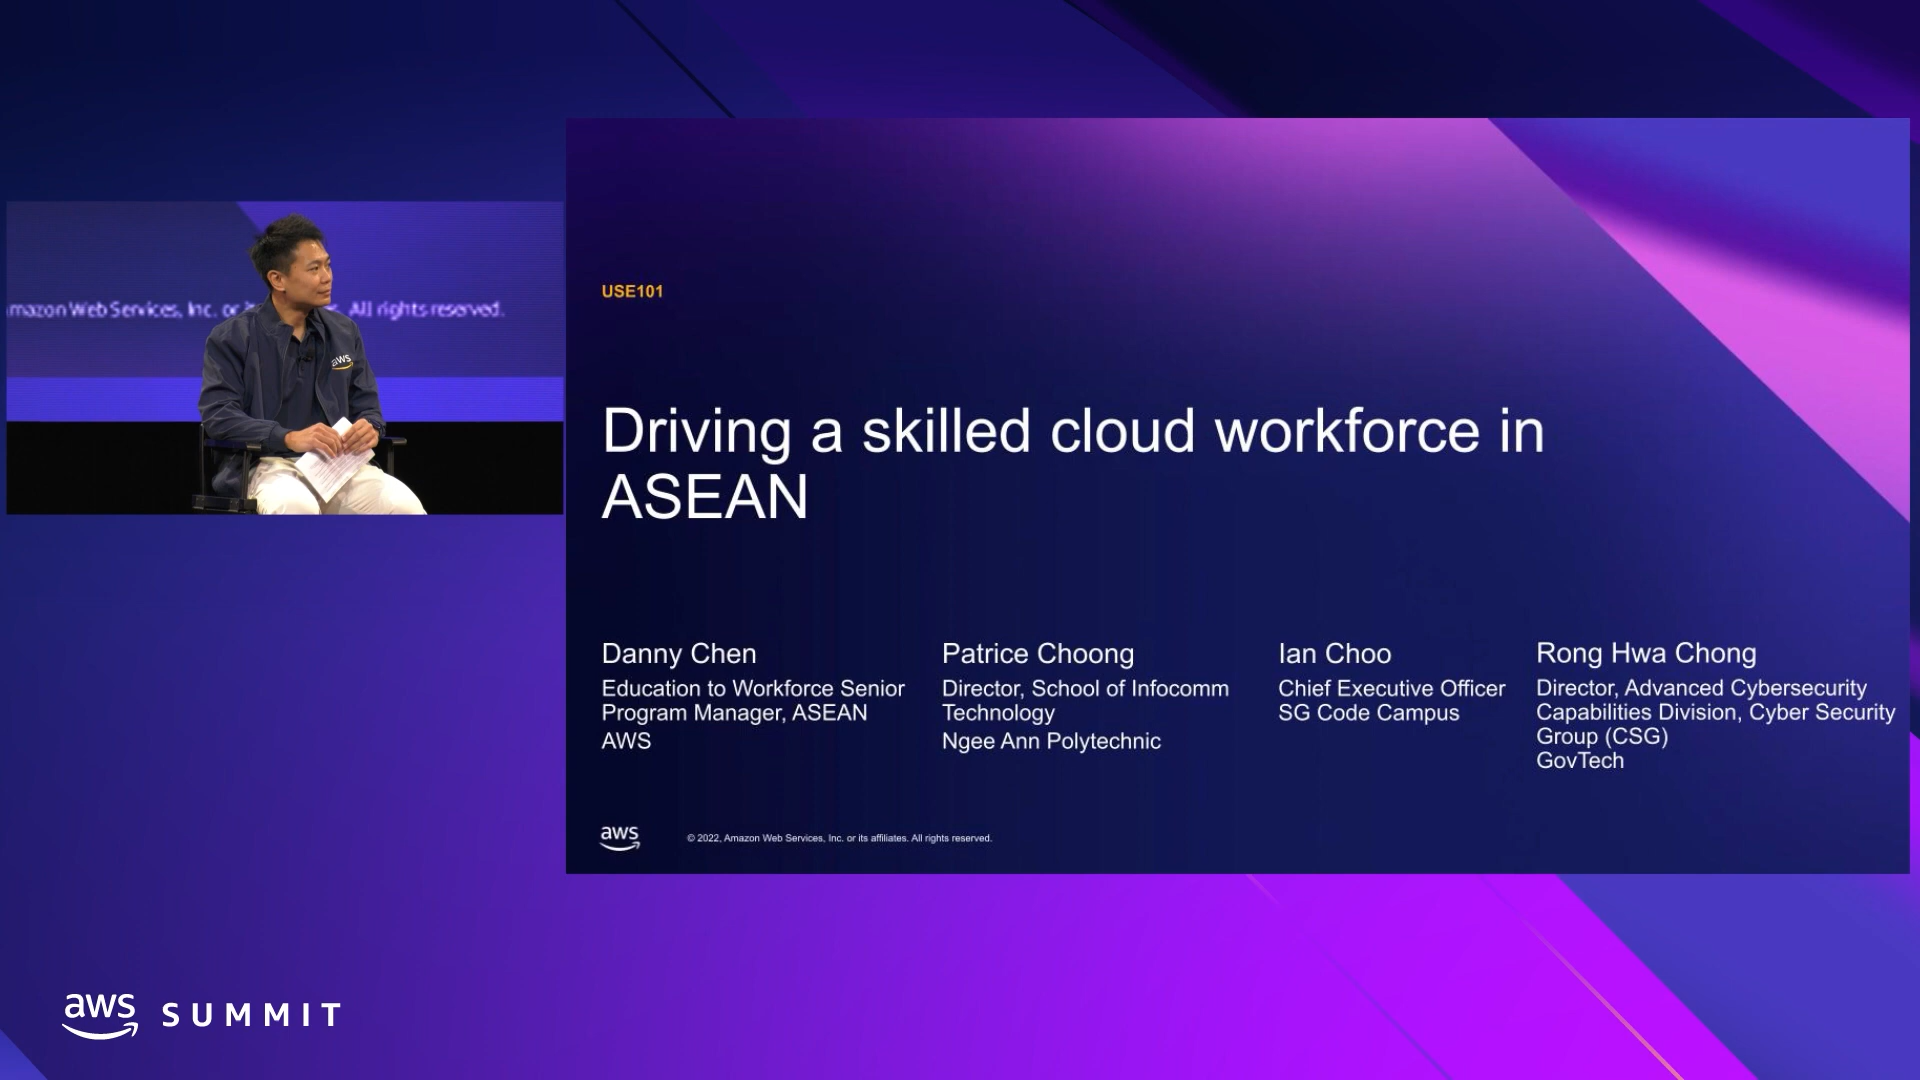 mazon Web Services, Inc. or
All rights reserved.
aws
USE101
Driving a skilled cloud workforce in
ASEAN
Danny Chen
Education to Workforce Senior
Program Manager, ASEAN
AWS
Patrice Choong
Director, School of Infocomm
Technology
Ngee Ann Polytechnic
Ian Choo
Chief Executive Officer
SG Code Campus
Rong Hwa Chong
Director, Advanced Cybersecurity
Capabilities Division, Cyber Security
Group (CSG)
GovTech
aws
© 2022, Amazon Web Services, Inc. or its affiliates. All rights reserved.
aws SUMMIT